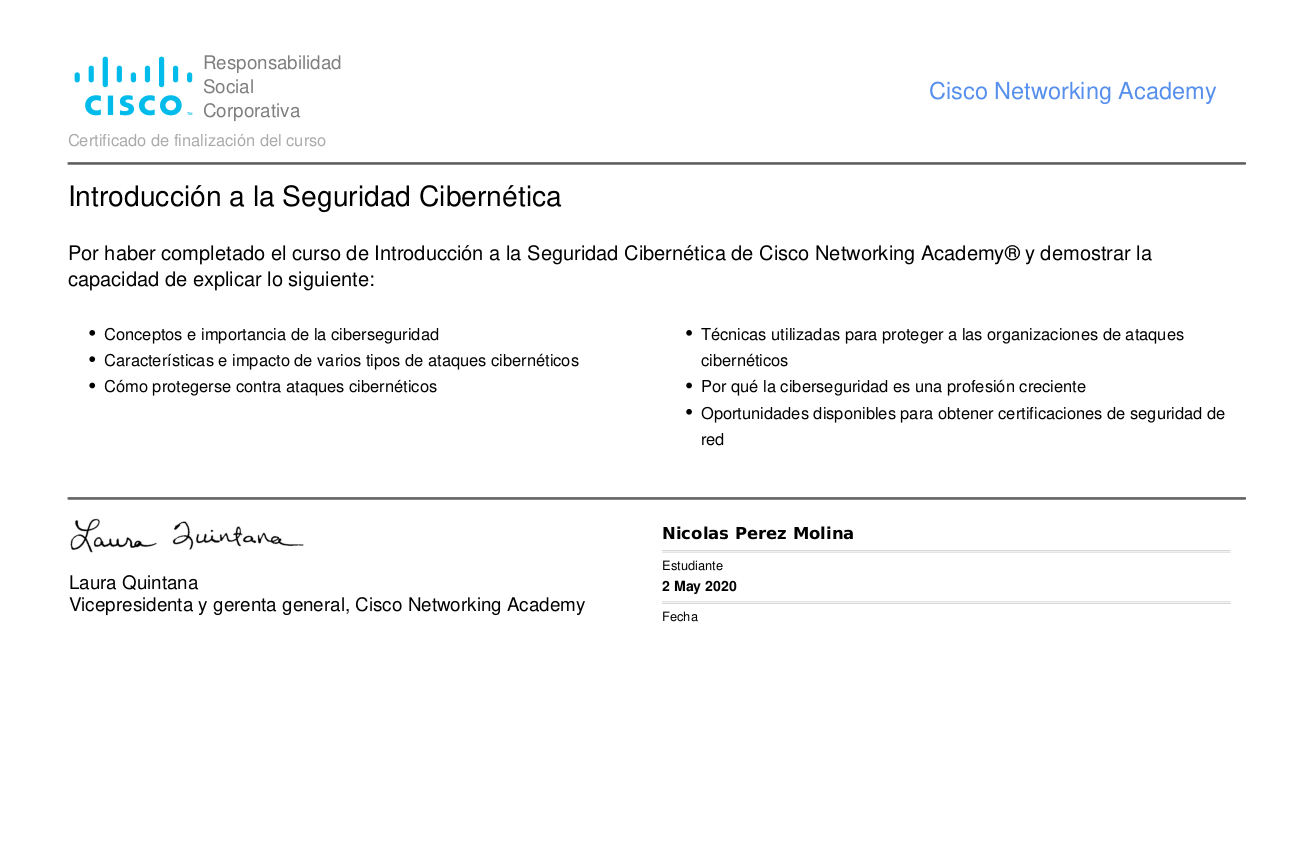 CISCO
Responsabilidad
Social
Corporativa
Cisco Networking Academy
Certificado de finalización del curso
Introducción a la Seguridad Cibernética
Por haber completado el curso de Introducción a la Seguridad Cibernética de Cisco Networking Academy® y demostrar la
capacidad de explicar lo siguiente:
• Conceptos e importancia de la ciberseguridad
• Características e impacto de varios tipos de ataques cibernéticos
• Cómo protegerse contra ataques cibernéticos
• Técnicas utilizadas para proteger a las organizaciones de ataques
cibernéticos
• Por qué la ciberseguridad es una profesión creciente
• Oportunidades disponibles para obtener certificaciones de seguridad de
red
Laura Quintana
Laura Quintana
Vicepresidenta y gerenta general, Cisco Networking Academy
Nicolas Perez Molina
Estudiante
2 May 2020
Fecha